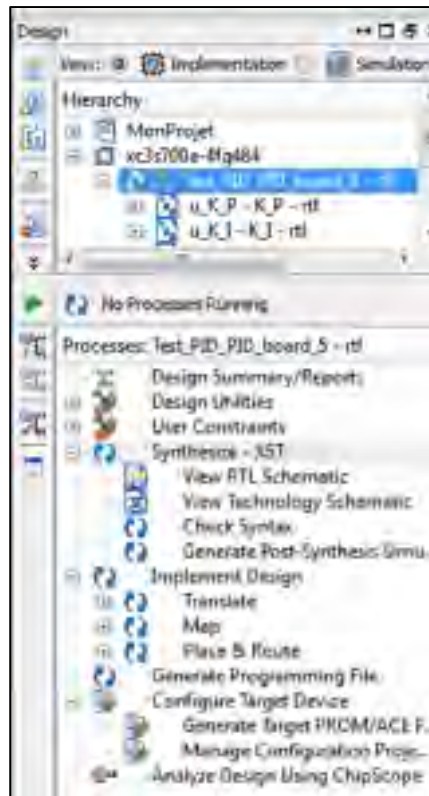 Design
View: Implementation Simulation
Hierarchy
MonProjet
xc3s700a-4fg484
Test_PID_PID_board_5 - rtl
u_K_P - K_P - rtl
u_K_I - K_I - rtl
No Processes Running
Processes: Test_PID_PID_board_5 - rtl
Design Summary/Reports
Design Utilities
User Constraints
Synthesize - XST
View RTL Schematic
View Technology Schematic
Check Syntax
Generate Post-Synthesis Simu...
Implement Design
Translate
Map
Place & Route
Generate Programming File
Configure Target Device
Generate Target PROM/ACE F...
Manage Configuration Proje...
Analyze Design Using ChipScope